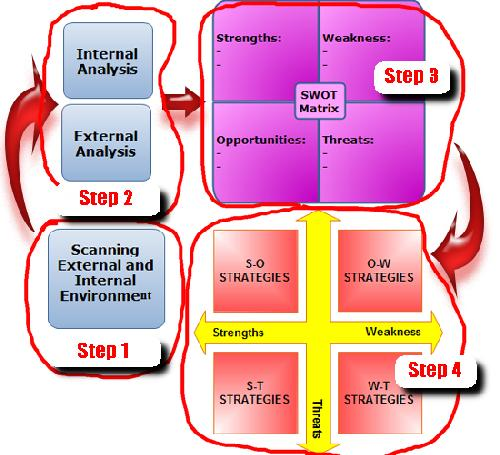 Internal
Analysis
External
Analysis
Step 2
Strengths:
-
-
Weakness:
-
-
Step 3
SWOT
Matrix
Opportunities:
-
-
Threats:
-
-
Scanning
External and
Internal
Environment
Step 1
S-O
STRATEGIES
O-W
STRATEGIES
Strengths
Weakness
S-T
STRATEGIES
W-T
STRATEGIES
Step 4
Threats